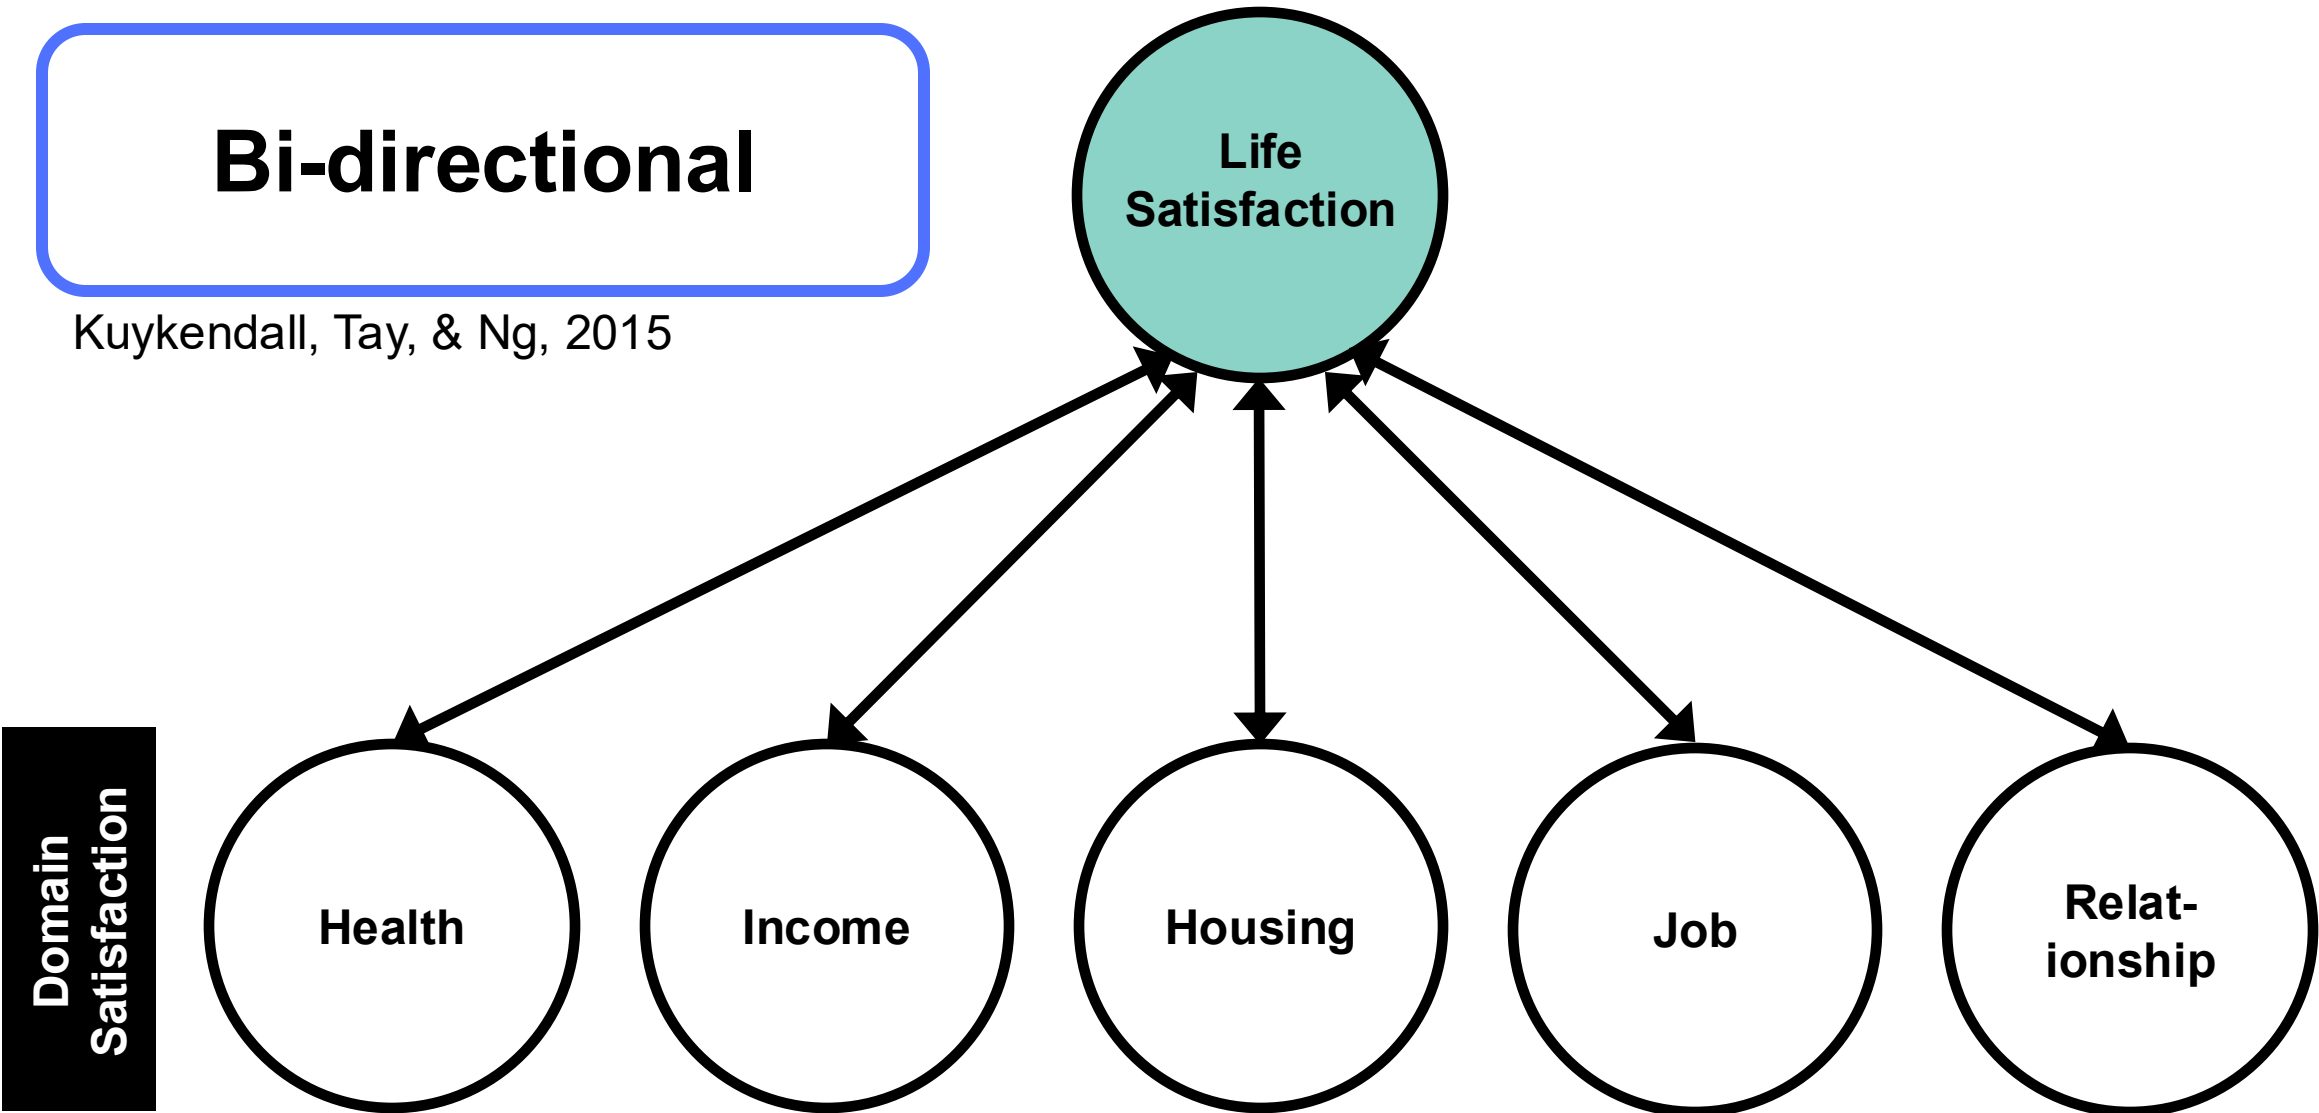 Bi-directional
Kuykendall, Tay, & Ng, 2015
Life
Satisfaction
Domain
Satisfaction
Health
Income
Housing
Job
Relat-
ionship